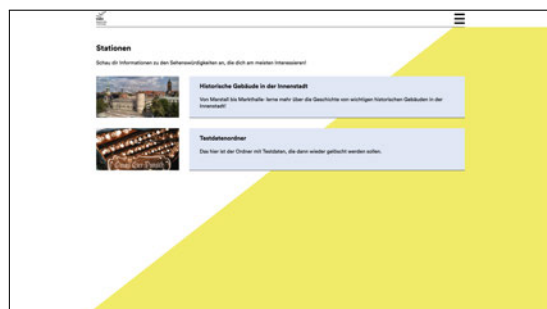 Stationen
Schau dir Informationen zu den Sehenswürdigkeiten an, die dich am meisten interessieren!
Historische Gebäude in der Innenstadt
Von Marstall bis Markthalle- lerne mehr über die Geschichte von wichtigen historischen Gebäuden in der
Innenstadt!
Testdatenordner
Das hier ist der Ordner mit Testdaten, die dann wieder gelöscht werden sollen.